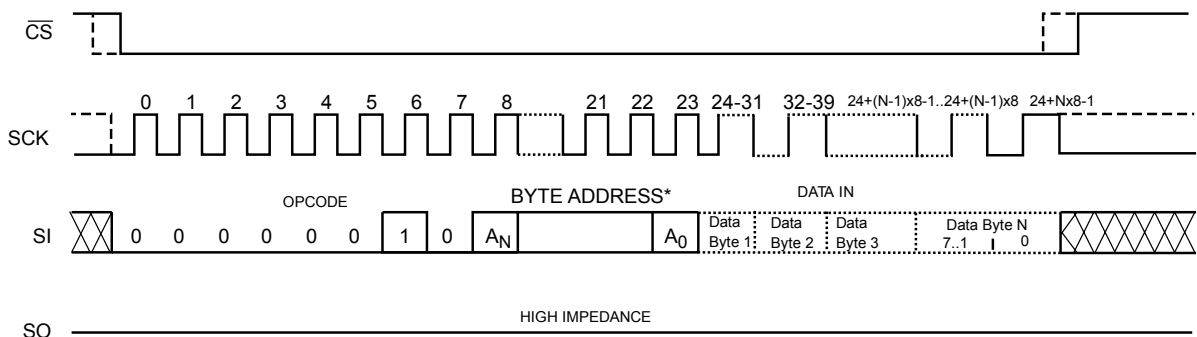 CS
0 1 2 3 4 5 6 7 8 21 22 23 24-31 32-39 24+(N-1)x8-1..24+(N-1)x8 24+Nx8-1
SCK
OPCODE BYTE ADDRESS* DATA IN
SI 0 0 0 0 0 0 1 0 AN A0 Data Byte 1 Data Byte 2 Data Byte 3 Data Byte N 7..1 0
HIGH IMPEDANCE
SO